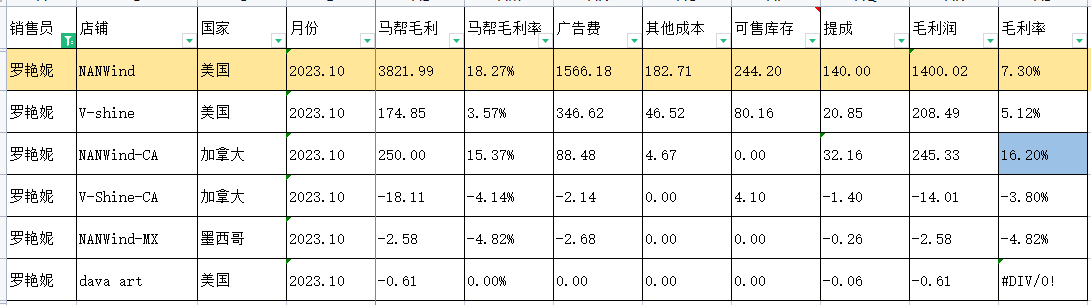 销售员 店铺 国家 月份 马帮毛利 马帮毛利率 广告费 其他成本 可售库存 提成 毛利润 毛利率
罗艳妮 NANWind 美国 2023.10 3821.99 18.27% 1566.18 182.71 244.20 140.00 1400.02 7.30%
罗艳妮 V-shine 美国 2023.10 174.85 3.57% 346.62 46.52 80.16 20.85 208.49 5.12%
罗艳妮 NANWind-CA 加拿大 2023.10 250.00 15.37% 88.48 4.67 0.00 32.16 245.33 16.20%
罗艳妮 V-Shine-CA 加拿大 2023.10 -18.11 -4.14% -2.14 0.00 4.10 -1.40 -14.01 -3.80%
罗艳妮 NANWind-MX 墨西哥 2023.10 -2.58 -4.82% -2.68 0.00 0.00 -0.26 -2.58 -4.82%
罗艳妮 dava art 美国 2023.10 -0.61 0.00% 0.00 0.00 0.00 -0.06 -0.61 #DIV/0!